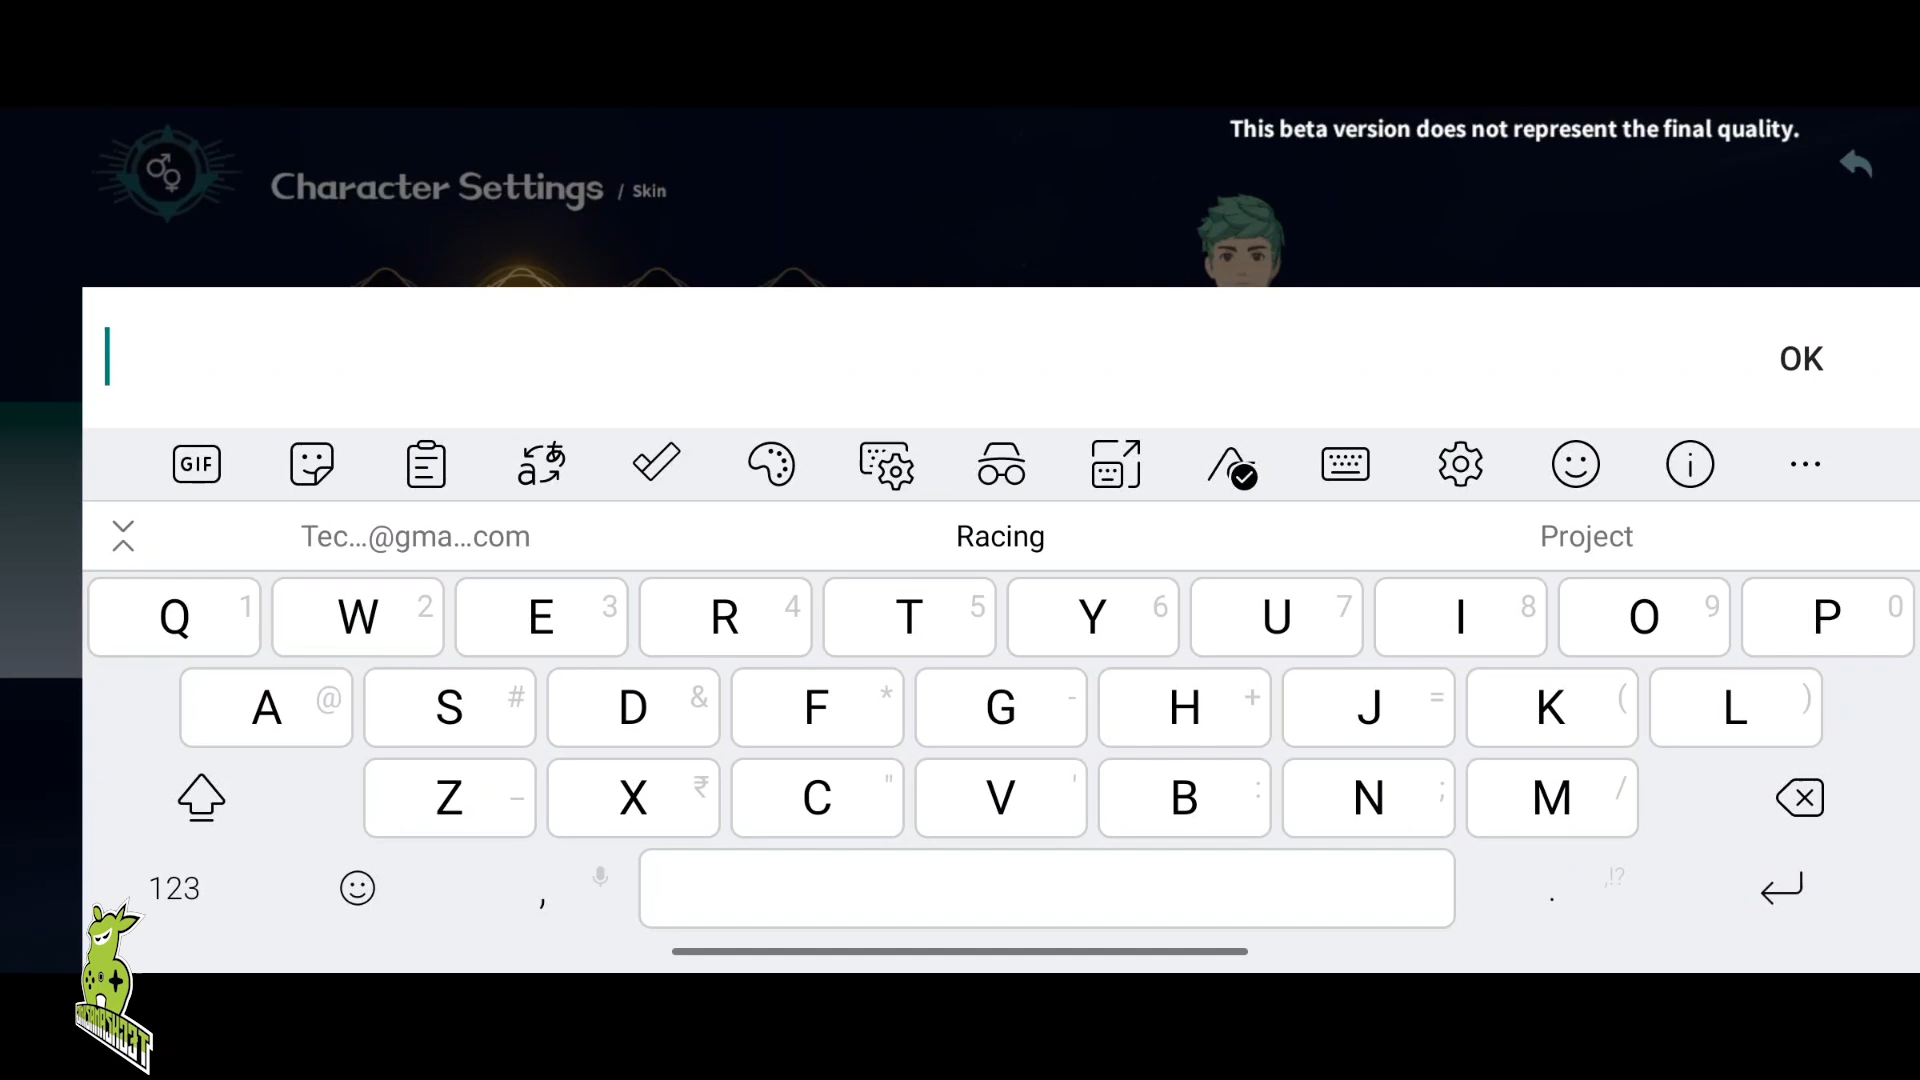 This beta version does not represent the final quality.
Character Settings / Skin
OK
GIF
Tec...@gma...com Racing Project
Q 1 W 2 E 3 R 4 T 5 Y 6 U 7 I 8 O 9 P 0
A @ S # D & F * G - H + J = K ( L )
Z _ X ₹ C " V ' B : N ; M /
123 , . ,!?